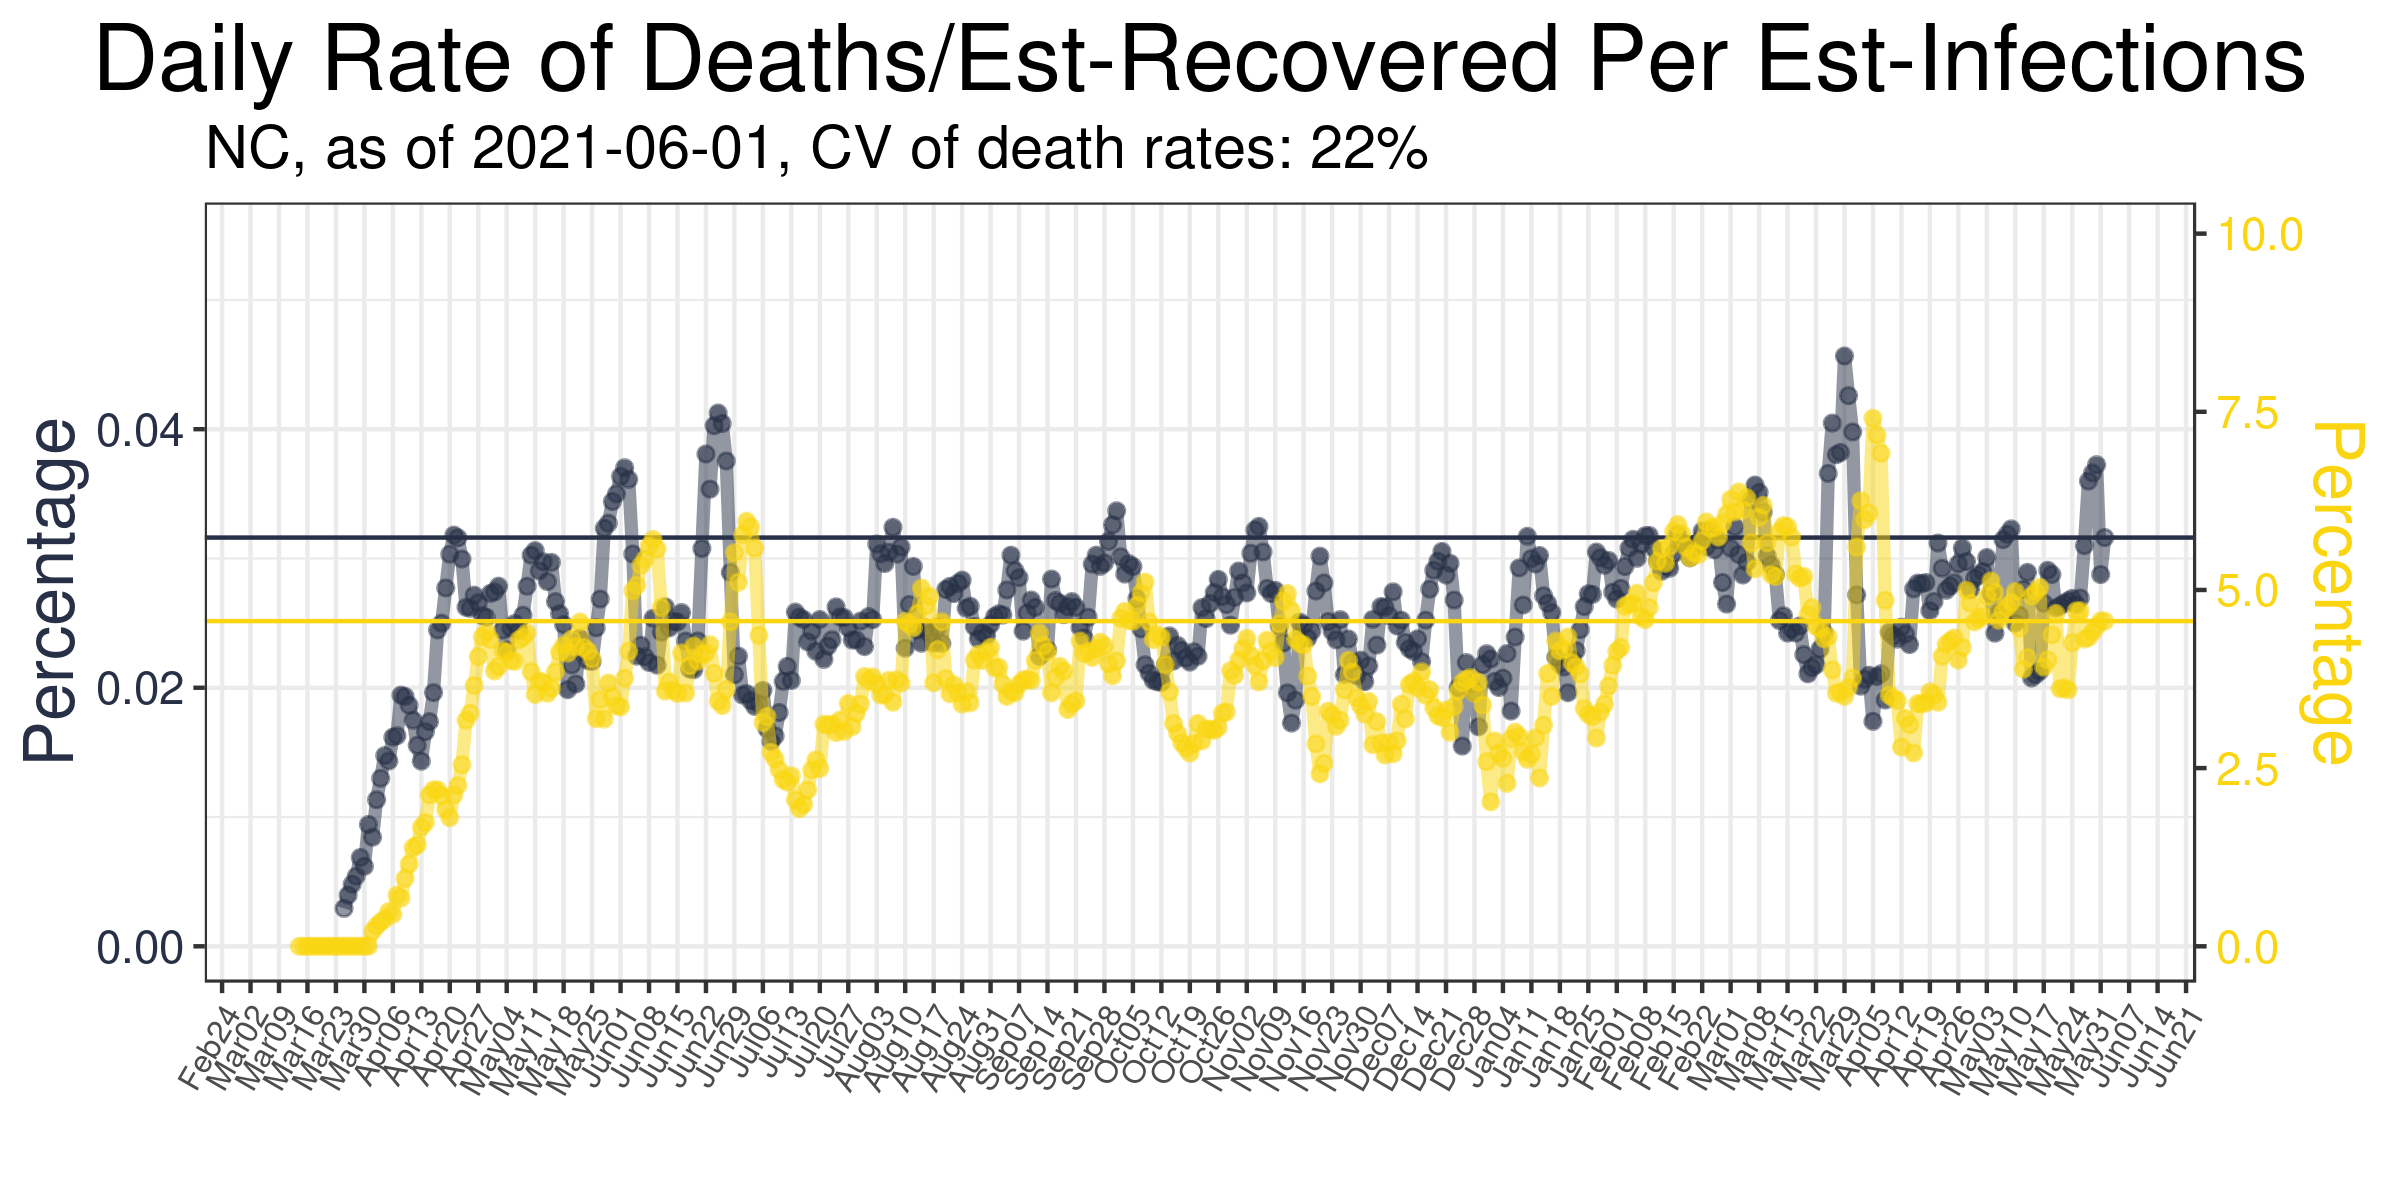 Daily Rate of Deaths/Est-Recovered Per Est-Infections
NC, as of 2021-06-01, CV of death rates: 22%
Percentage
0.04
0.02
0.00
10.0
7.5
5.0
2.5
0.0
Percentage
Feb24
Mar02
Mar09
Mar16
Mar23
Mar30
Apr06
Apr13
Apr20
Apr27
May04
May11
May18
May25
Jun01
Jun08
Jun15
Jun22
Jun29
Jul06
Jul13
Jul20
Jul27
Aug03
Aug10
Aug17
Aug24
Aug31
Sep07
Sep14
Sep21
Sep28
Oct05
Oct12
Oct19
Oct26
Nov02
Nov09
Nov16
Nov23
Nov30
Dec07
Dec14
Dec21
Dec28
Jan04
Jan11
Jan18
Jan25
Feb01
Feb08
Feb15
Feb22
Mar01
Mar08
Mar15
Mar22
Mar29
Apr05
Apr12
Apr19
Apr26
May03
May10
May17
May24
May31
Jun07
Jun14
Jun21